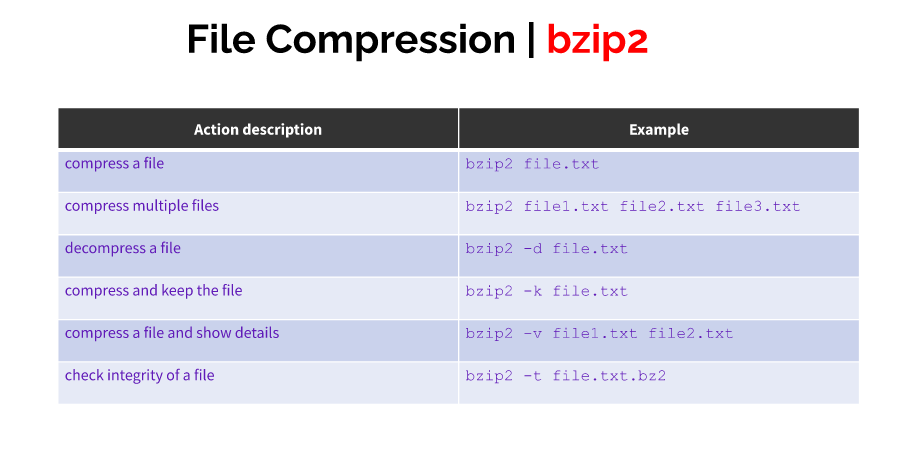 File Compression | bzip2
Action description Example
compress a file bzip2 file.txt
compress multiple files bzip2 file1.txt file2.txt file3.txt
decompress a file bzip2 -d file.txt
compress and keep the file bzip2 -k file.txt
compress a file and show details bzip2 –v file1.txt file2.txt
check integrity of a file bzip2 -t file.txt.bz2